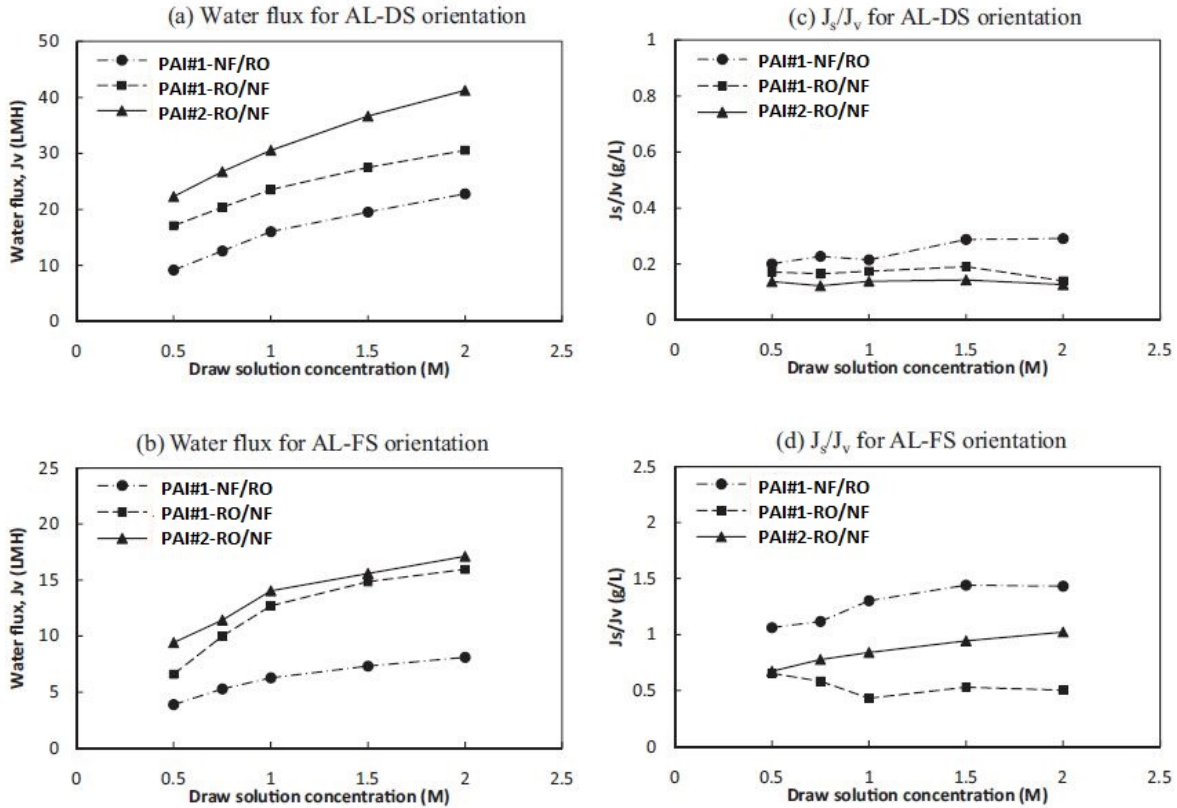 (a) Water flux for AL-DS orientation
50
40
30
20
10
0
Water flux, Jv (LMH)
PAI#1-NF/RO
PAI#1-RO/NF
PAI#2-RO/NF
0 0.5 1 1.5 2 2.5
Draw solution concentration (M)
(c) Js/Jv for AL-DS orientation
1
0.8
0.6
0.4
0.2
0
Js/Jv (g/L)
PAI#1-NF/RO
PAI#1-RO/NF
PAI#2-RO/NF
0 0.5 1 1.5 2 2.5
Draw solution concentration (M)
(b) Water flux for AL-FS orientation
25
20
15
10
5
0
Water flux, Jv (LMH)
PAI#1-NF/RO
PAI#1-RO/NF
PAI#2-RO/NF
0 0.5 1 1.5 2 2.5
Draw solution concentration (M)
(d) Js/Jv for AL-FS orientation
2.5
2
1.5
1
0.5
0
Js/Jv (g/L)
PAI#1-NF/RO
PAI#1-RO/NF
PAI#2-RO/NF
0 0.5 1 1.5 2 2.5
Draw solution concentration (M)